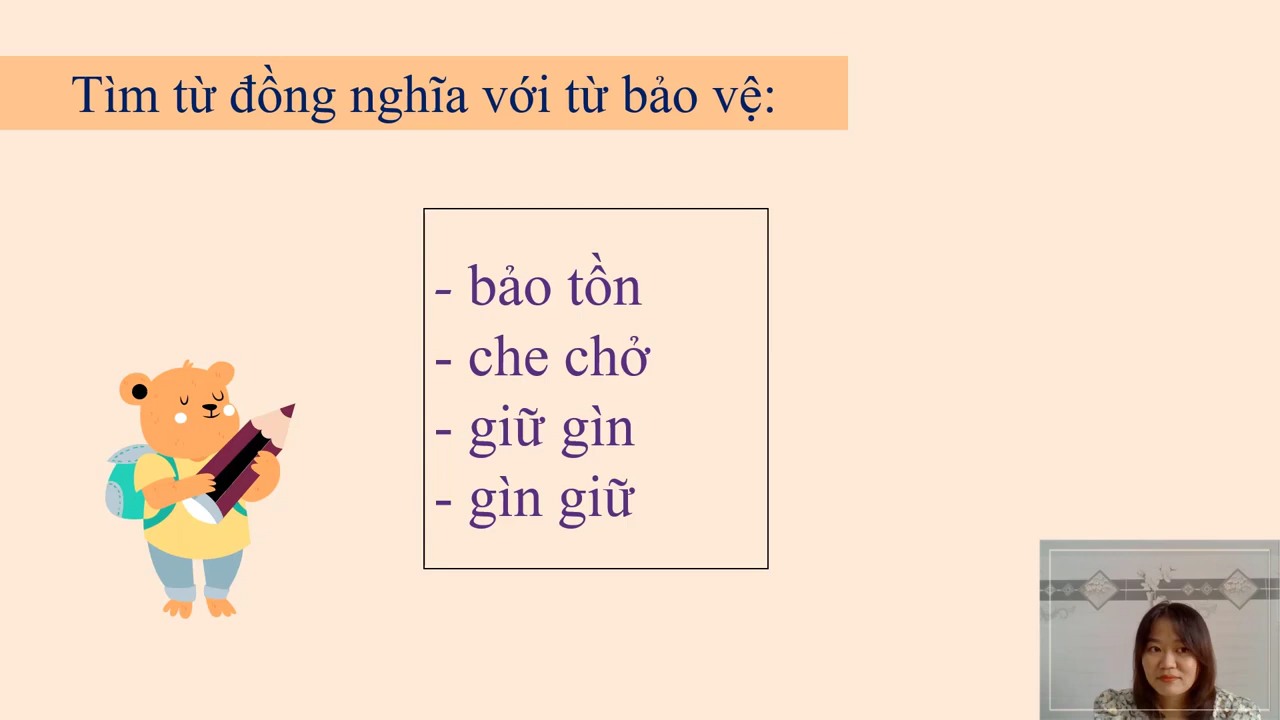 Tìm từ đồng nghĩa với từ bảo vệ:
- bảo tồn
- che chở
- giữ gìn
- gìn giữ